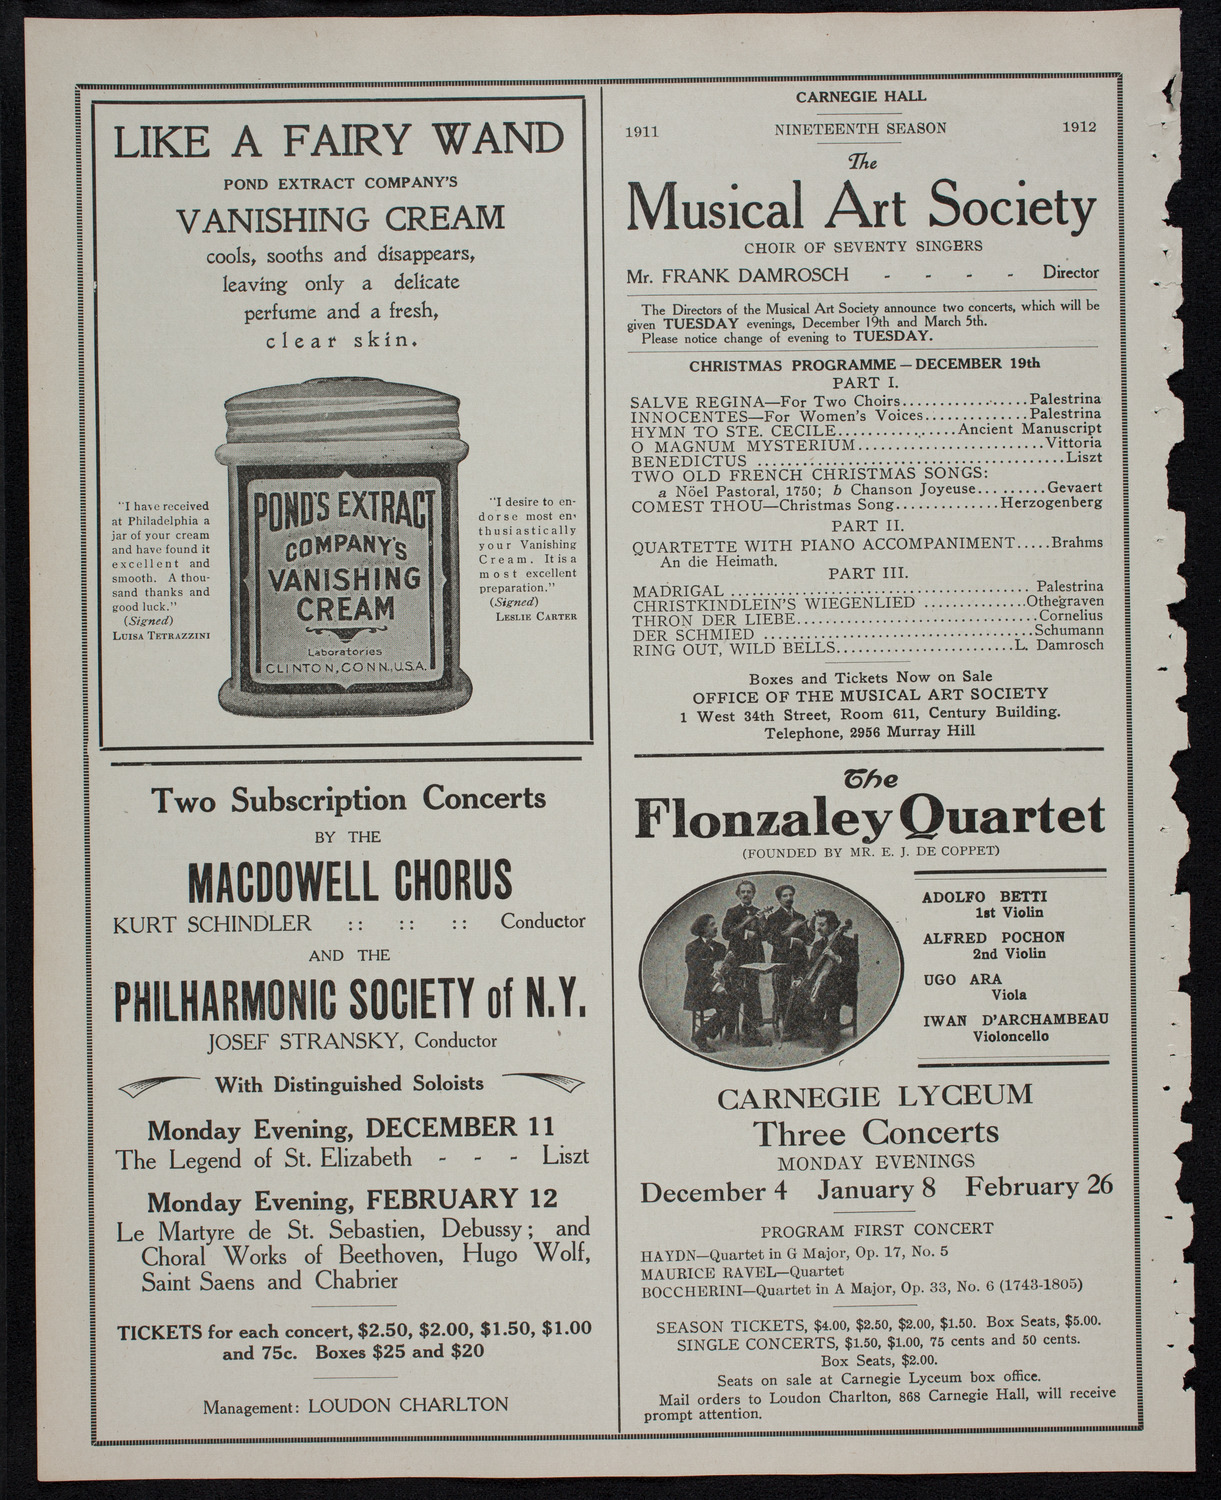 LIKE A FAIRY WAND
POND EXTRACT COMPANY'S
VANISHING CREAM
cools, sooths and disappears,
leaving only a delicate
perfume and a fresh,
clear skin.
"I have received
at Philadelphia a
jar of your cream
and have found it
excellent and
smooth. A thou-
sand thanks and
good luck."
(Signed)
LUISA TETRAZZINI
POND'S EXTRACT
COMPANY'S
VANISHING
CREAM
Laboratories
CLINTON, CONN., U.S.A.
"I desire to en-
dorse most en-
thusiastically
your Vanishing
Cream. It is a
most excellent
preparation."
(Signed)
LESLIE CARTER
Two Subscription Concerts
BY THE
MACDOWELL CHORUS
KURT SCHINDLER :: :: :: Conductor
AND THE
PHILHARMONIC SOCIETY of N.Y.
JOSEF STRANSKY, Conductor
With Distinguished Soloists
Monday Evening, DECEMBER 11
The Legend of St. Elizabeth - - - Liszt
Monday Evening, FEBRUARY 12
Le Martyre de St. Sebastien, Debussy; and
Choral Works of Beethoven, Hugo Wolf,
Saint Saens and Chabrier
TICKETS for each concert, $2.50, $2.00, $1.50, $1.00
and 75c. Boxes $25 and $20
Management: LOUDON CHARLTON
CARNEGIE HALL
1911 NINETEENTH SEASON 1912
The
Musical Art Society
CHOIR OF SEVENTY SINGERS
Mr. FRANK DAMROSCH - - - - Director
The Directors of the Musical Art Society announce two concerts, which will be
given TUESDAY evenings, December 19th and March 5th.
Please notice change of evening to TUESDAY.
CHRISTMAS PROGRAMME—DECEMBER 19th
PART I.
SALVE REGINA—For Two Choirs................Palestrina
INNOCENTES—For Women's Voices.............Palestrina
HYMN TO STE. CECILE...............Ancient Manuscript
O MAGNUM MYSTERIUM........................Vittoria
BENEDICTUS .......................................Liszt
TWO OLD FRENCH CHRISTMAS SONGS:
a Nöel Pastoral, 1750; b Chanson Joyeuse.........Gevaert
COMEST THOU—Christmas Song.............Herzogenberg
PART II.
QUARTETTE WITH PIANO ACCOMPANIMENT.....Brahms
An die Heimath.
PART III.
MADRIGAL ..................................... Palestrina
CHRISTKINDLEIN'S WIEGENLIED .............Othegraven
THRON DER LIEBE..............................Cornelius
DER SCHMIED ..................................Schumann
RING OUT, WILD BELLS.......................L. Damrosch
Boxes and Tickets Now on Sale
OFFICE OF THE MUSICAL ART SOCIETY
1 West 34th Street, Room 611, Century Building.
Telephone, 2956 Murray Hill
The
Flonzaley Quartet
(FOUNDED BY MR. E. J. DE COPPET)
ADOLFO BETTI
1st Violin
ALFRED POCHON
2nd Violin
UGO ARA
Viola
IWAN D'ARCHAMBEAU
Violoncello
CARNEGIE LYCEUM
Three Concerts
MONDAY EVENINGS
December 4 January 8 February 26
PROGRAM FIRST CONCERT
HAYDN—Quartet in G Major, Op. 17, No. 5
MAURICE RAVEL—Quartet
BOCCHERINI—Quartet in A Major, Op. 33, No. 6 (1743-1805)
SEASON TICKETS, $4.00, $2.50, $2.00, $1.50. Box Seats, $5.00.
SINGLE CONCERTS, $1.50, $1.00, 75 cents and 50 cents.
Box Seats, $2.00.
Seats on sale at Carnegie Lyceum box office.
Mail orders to Loudon Charlton, 868 Carnegie Hall, will receive
prompt attention.